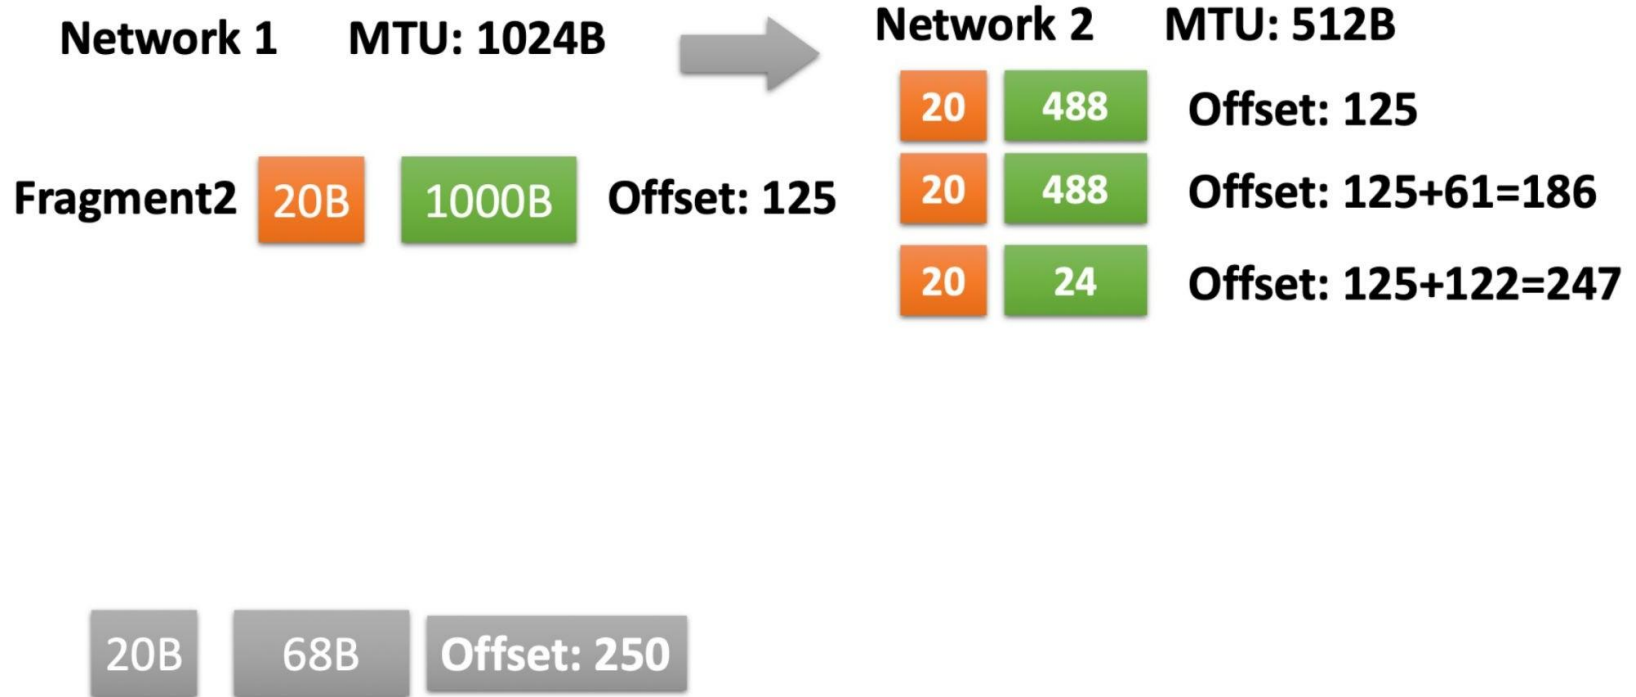 Network 1 MTU: 1024B
Network 2 MTU: 512B
20 488 Offset: 125
Fragment2 20B 1000B Offset: 125
20 488 Offset: 125+61=186
20 24 Offset: 125+122=247
20B 68B Offset: 250